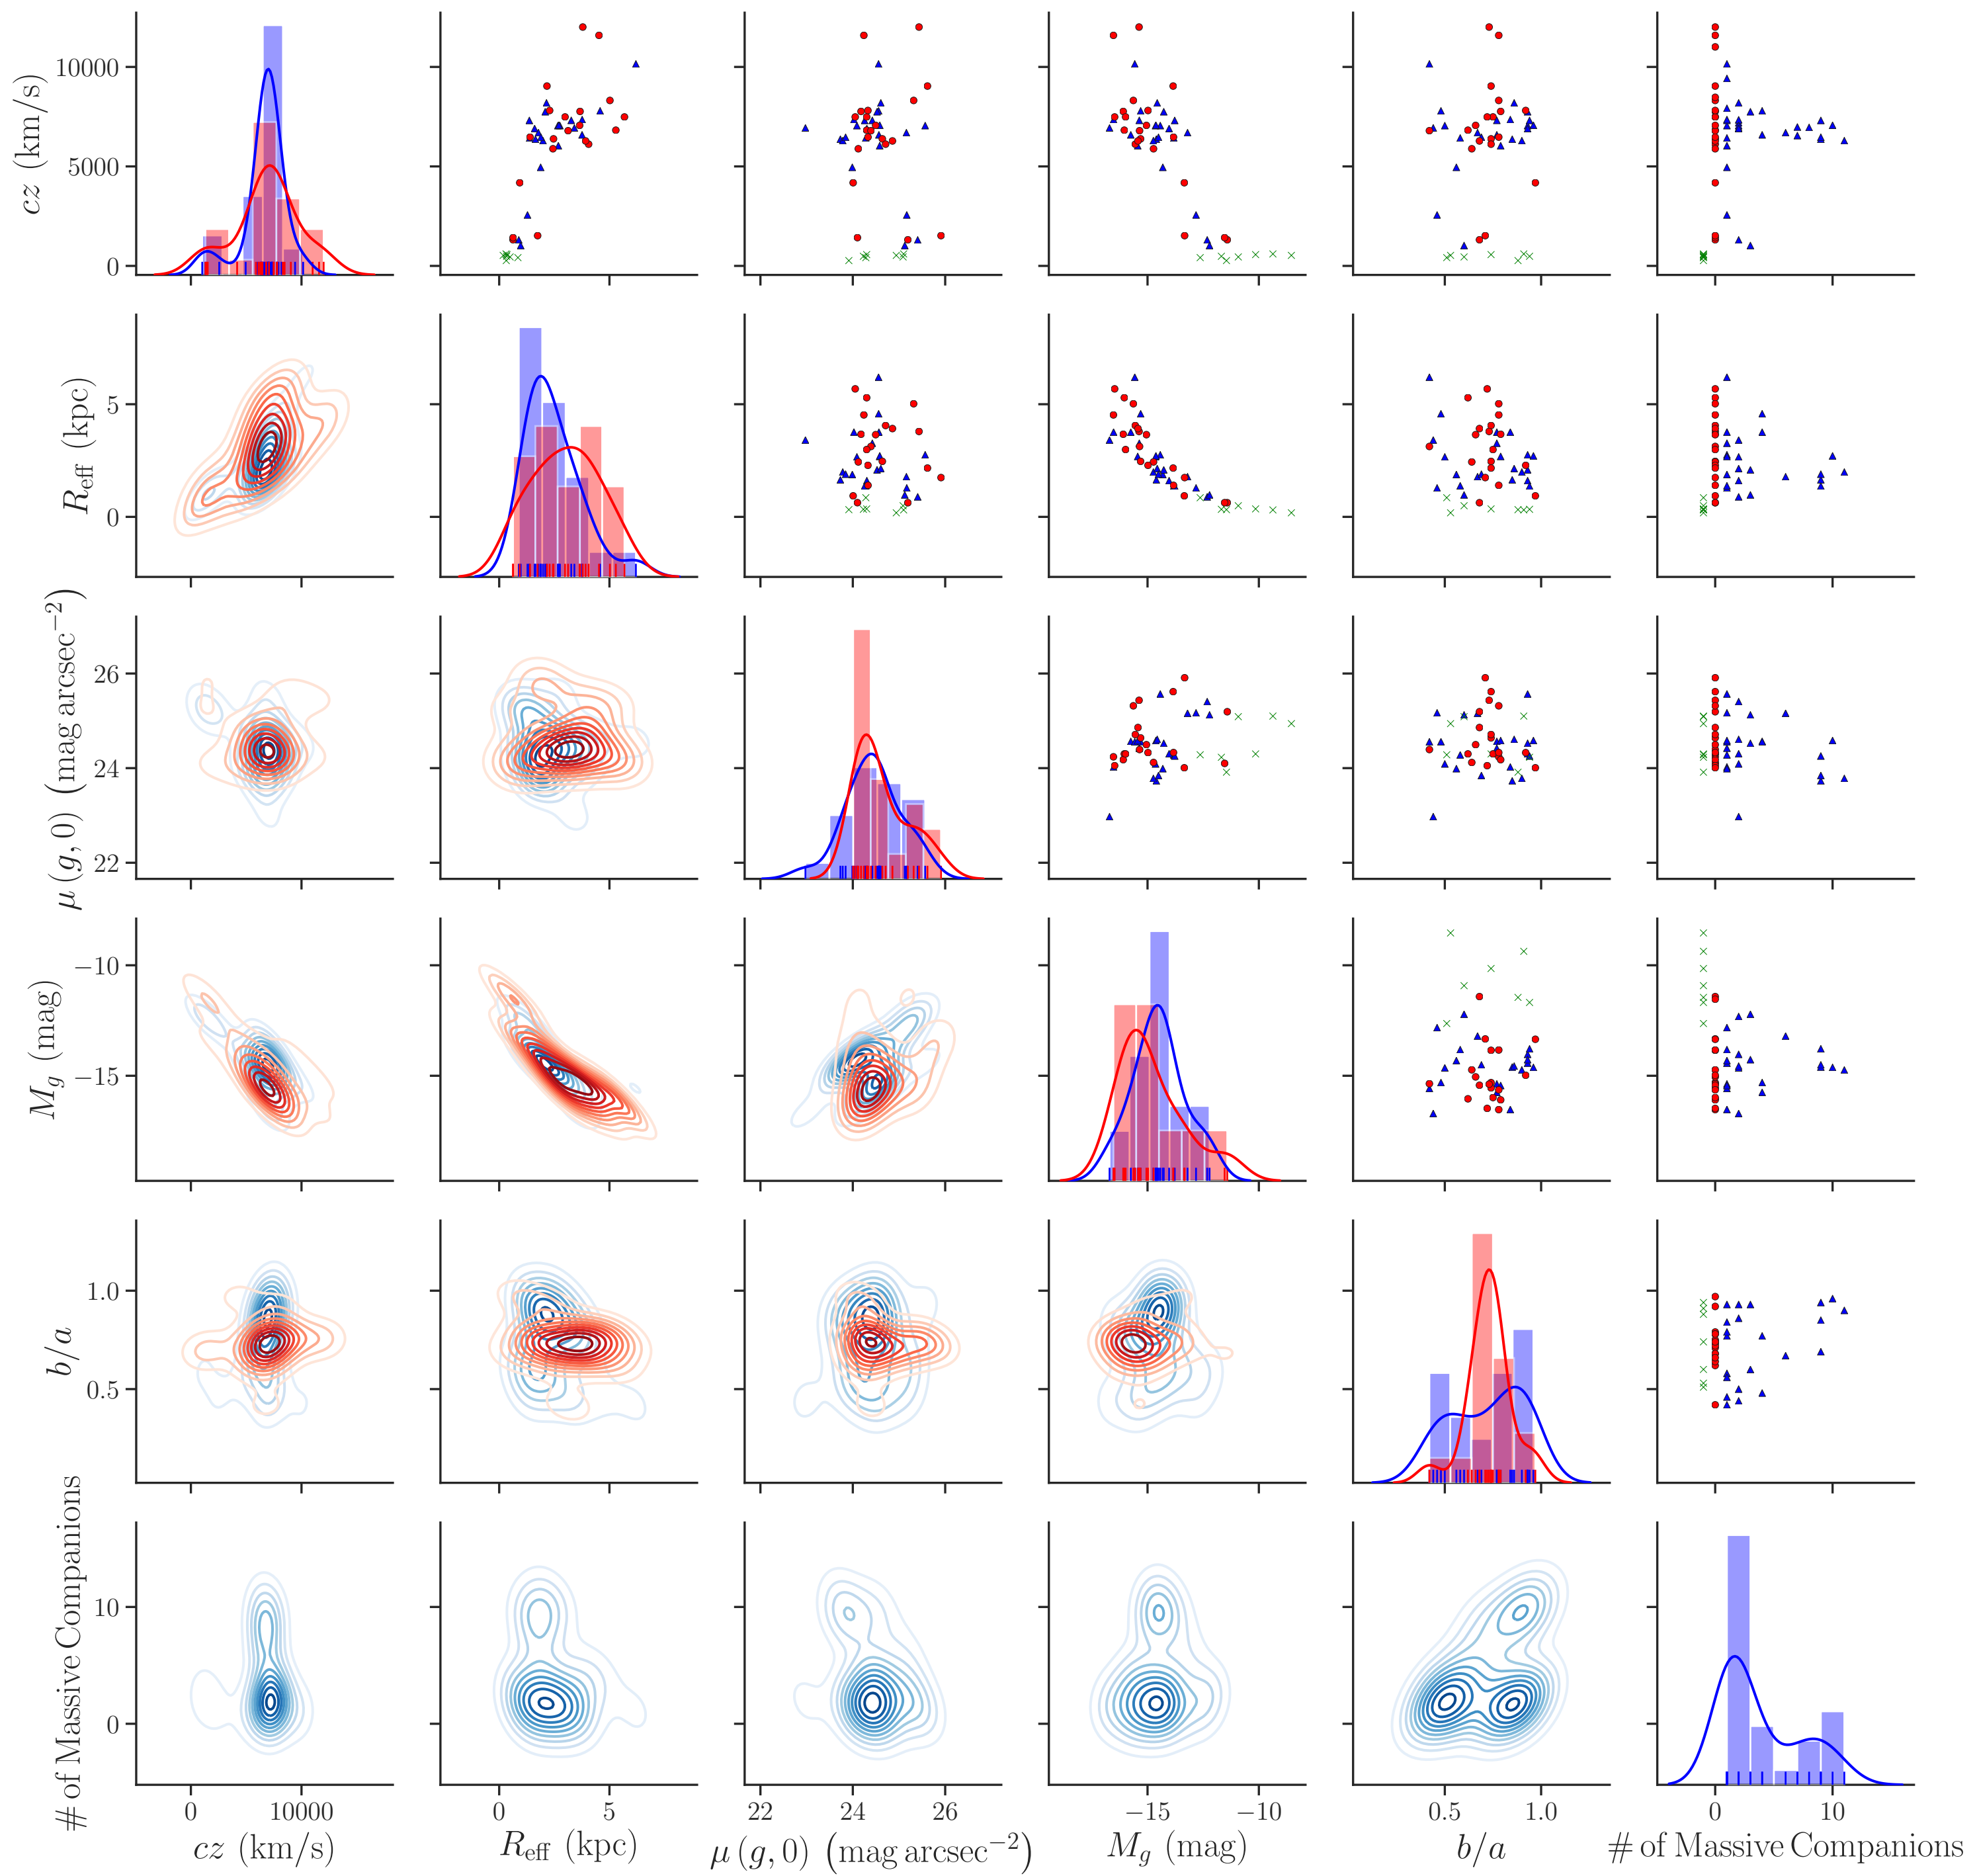 cz (km/s)
10000
5000
0
R_eff (kpc)
5
0
μ(g, 0) (mag arcsec⁻²)
26
24
22
M_g (mag)
−10
−15
b/a
1.0
0.5
# of Massive Companions
10
0
0 10000 0 5 22 24 26 −15 −10 0.5 1.0 0 10
cz (km/s) R_eff (kpc) μ(g, 0) (mag arcsec⁻²) M_g (mag) b/a # of Massive Companions